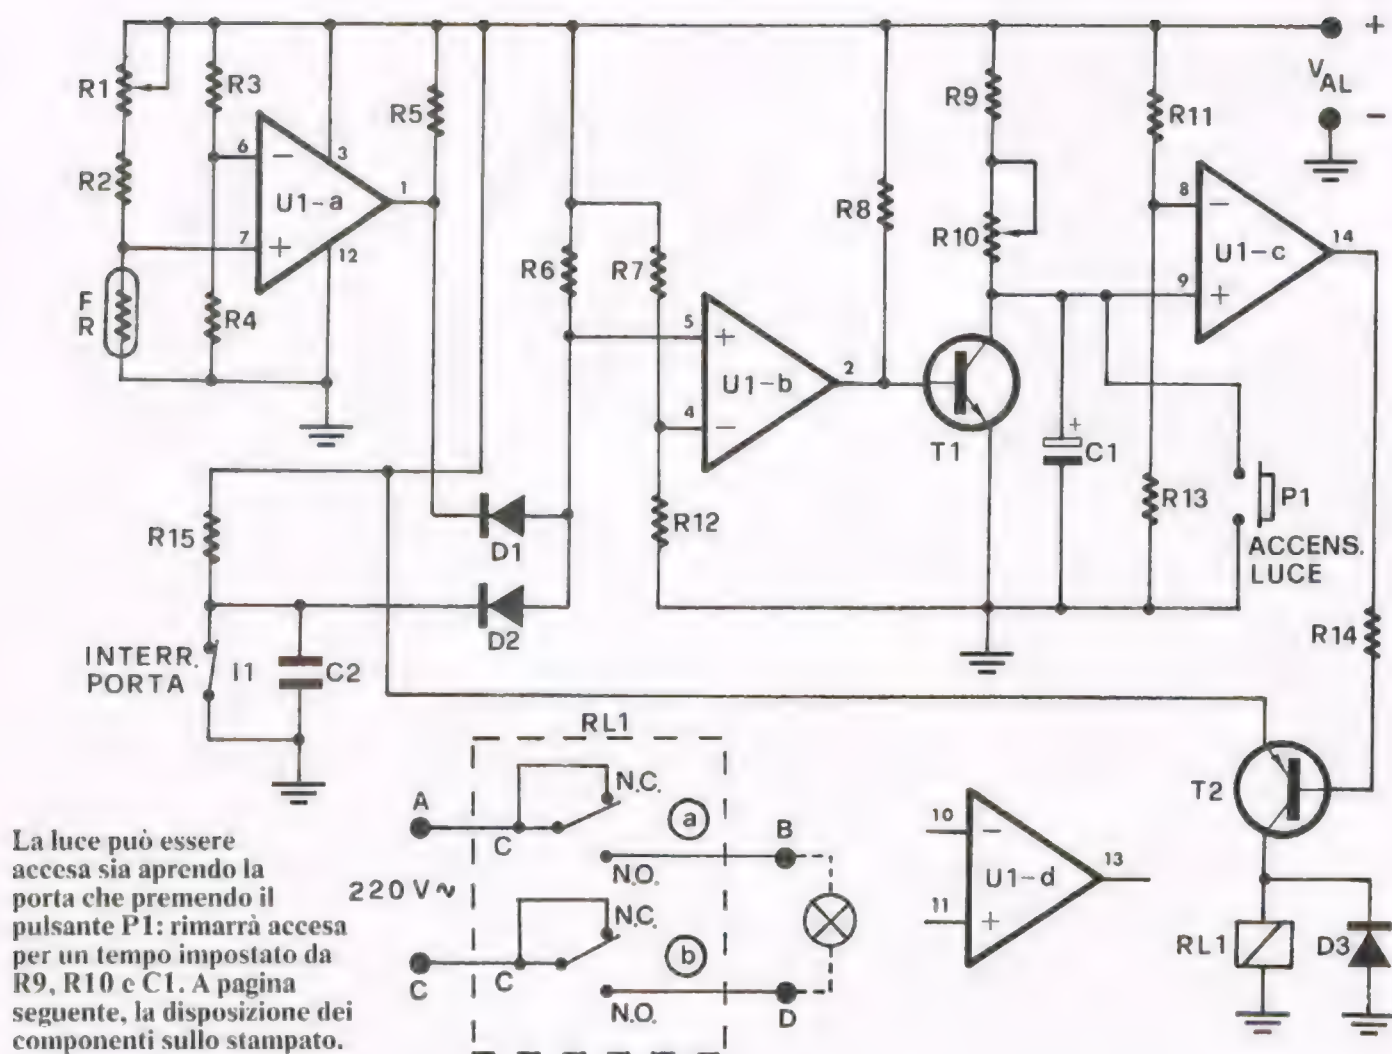 +
V AL
−
R1
R3
R5
R9
R11
6
−
3
R2
U1-a
1
8
−
R8
7
+
12
R6
R7
R10
U1-c
14
9
+
F
R
R4
5
+
U1-b
2
4
−
T1
+
C1
R13
P1
ACCENS.
LUCE
R15
D1
R12
D2
R14
INTERR.
PORTA
I1
C2
RL1
N.C.
A
a
C
B
T2
10
−
13
U1-d
11
+
220 V ~
N.O.
N.C.
b
C
C
N.O.
D
RL1
D3
La luce può essere
accesa sia aprendo la
porta che premendo il
pulsante P1: rimarrà accesa
per un tempo impostato da
R9, R10 e C1. A pagina
seguente, la disposizione dei
componenti sullo stampato.